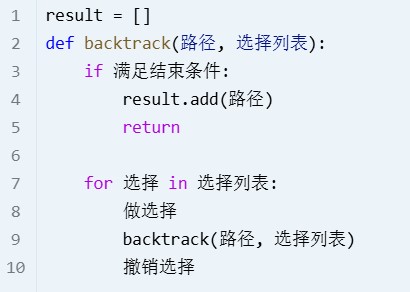 1 result = []
2 def backtrack(路径, 选择列表):
3     if 满足结束条件:
4         result.add(路径)
5         return
6
7     for 选择 in 选择列表:
8         做选择
9         backtrack(路径, 选择列表)
10         撤销选择